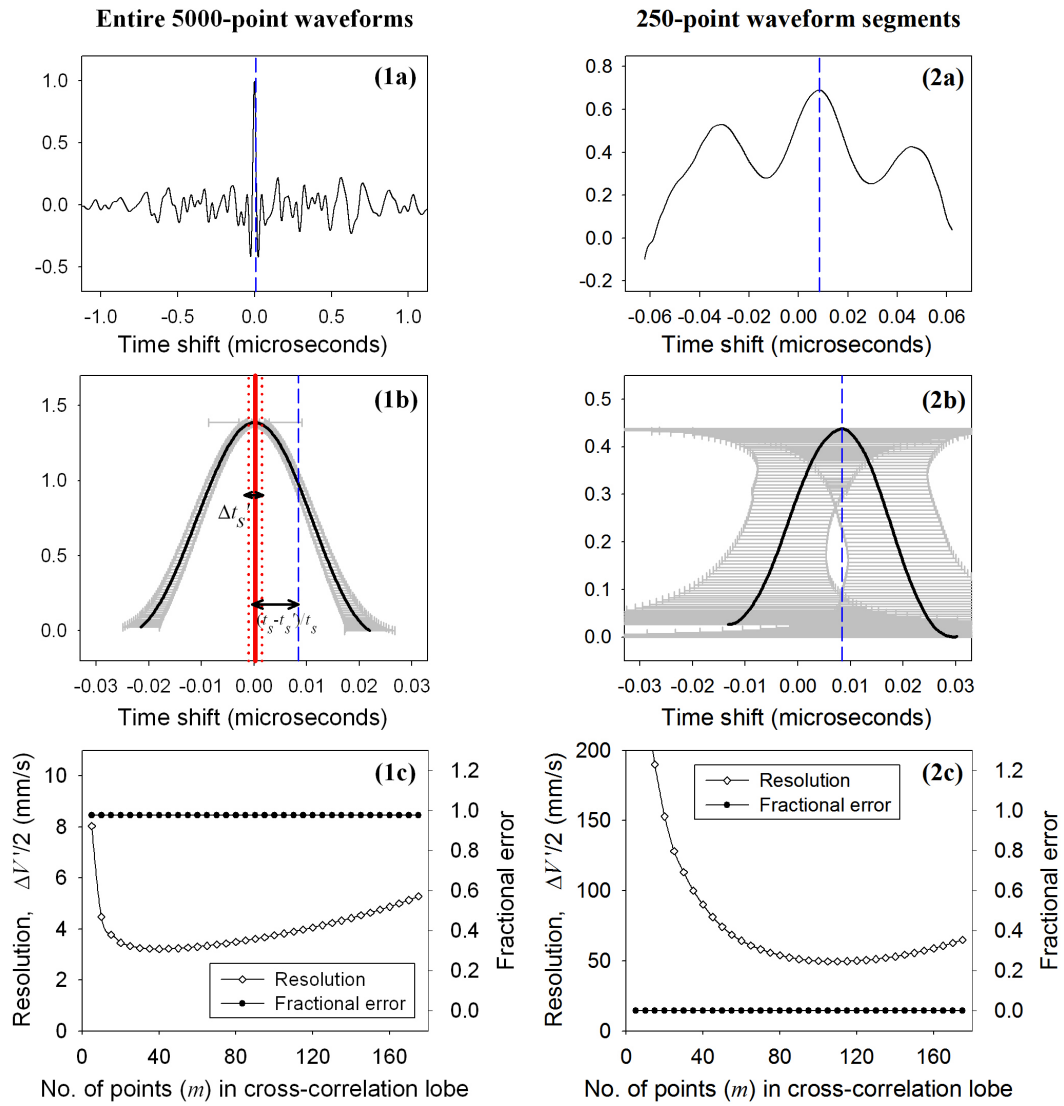 Entire 5000-point waveforms
250-point waveform segments
(1a)
1.0
0.5
0.0
-0.5
-1.0 -0.5 0.0 0.5 1.0
Time shift (microseconds)
(2a)
0.8
0.6
0.4
0.2
0.0
-0.2
-0.06 -0.04 -0.02 0.00 0.02 0.04 0.06
Time shift (microseconds)
(1b)
1.5
1.0
0.5
0.0
Δts'
(ts-ts')/ts
-0.03 -0.02 -0.01 0.00 0.01 0.02 0.03
Time shift (microseconds)
(2b)
0.5
0.4
0.3
0.2
0.1
0.0
-0.03 -0.02 -0.01 0.00 0.01 0.02 0.03
Time shift (microseconds)
(1c)
Resolution, ΔV'/2 (mm/s)
10
8
6
4
2
0
1.2
1.0
0.8
0.6
0.4
0.2
0.0
Fractional error
Resolution
Fractional error
0 40 80 120 160
No. of points (m) in cross-correlation lobe
(2c)
Resolution, ΔV'/2 (mm/s)
200
150
100
50
0
1.2
1.0
0.8
0.6
0.4
0.2
0.0
Fractional error
Resolution
Fractional error
0 40 80 120 160
No. of points (m) in cross-correlation lobe